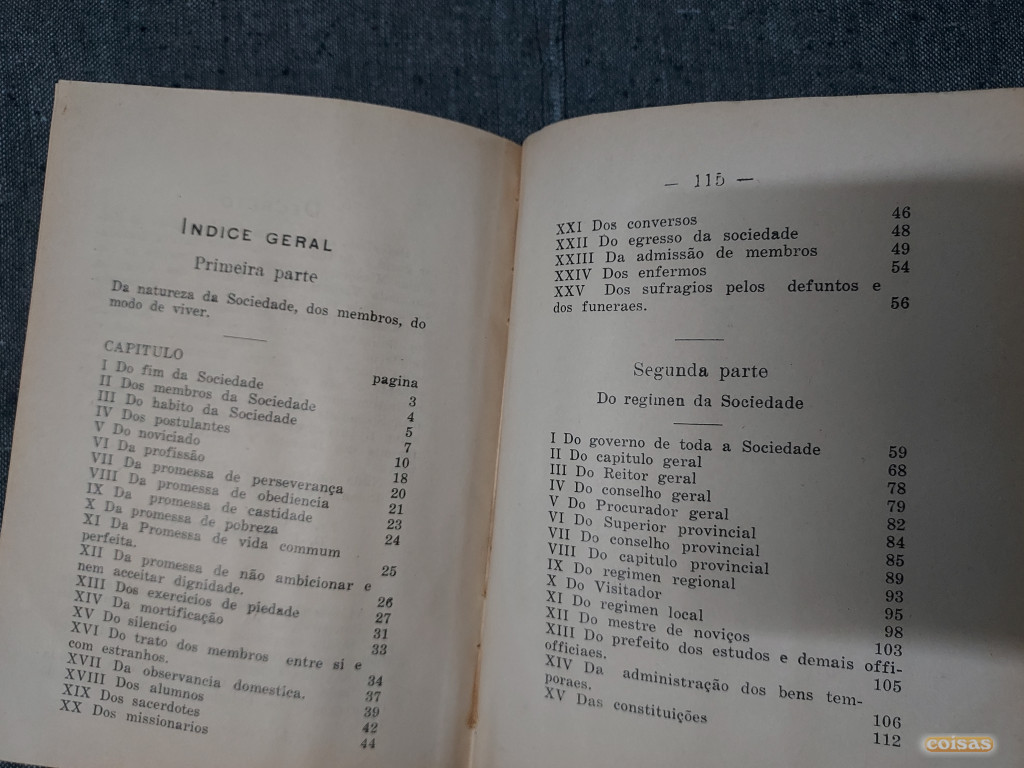 INDICE GERAL
Primeira parte
Da natureza da Sociedade, dos membros, do
modo de viver.
CAPITULO
pagina
I Do fim da Sociedade 3
II Dos membros da Sociedade 4
III Do habito da Sociedade 5
IV Dos postulantes 7
V Do noviciado 10
VI Da profissão 18
VII Da promessa de perseverança 20
VIII Da promessa de obediencia 21
IX Da promessa de castidade 23
X Da promessa de pobreza 24
XI Da Promessa de vida commum
perfeita. 25
XII Da promessa de não ambicionar e
nem acceitar dignidade. 26
XIII Dos exercicios de piedade 27
XIV Da mortificação 31
XV Do silencio 33
XVI Do trato dos membros entre si e
com estranhos. 34
XVII Da observancia domestica. 37
XVIII Dos alumnos 39
XIX Dos sacerdotes 42
XX Dos missionarios 44
— 115 —
XXI Dos conversos 46
XXII Do egresso da sociedade 48
XXIII Da admissão de membros 49
XXIV Dos enfermos 54
XXV Dos sufragios pelos defuntos e
dos funeraes. 56
Segunda parte
Do regimen da Sociedade
I Do governo de toda a Sociedade 59
II Do capitulo geral 68
III Do Reitor geral 78
IV Do conselho geral 79
V Do Procurador geral 82
VI Do Superior provincial 84
VII Do conselho provincial 85
VIII Do capitulo provincial 89
IX Do regimen regional 93
X Do Visitador 95
XI Do regimen local 98
XII Do mestre de noviços 103
XIII Do prefeito dos estudos e demais offi-
officiaes. 105
XIV Da administração dos bens tem-
poraes. 106
XV Das constituições 112
coisas